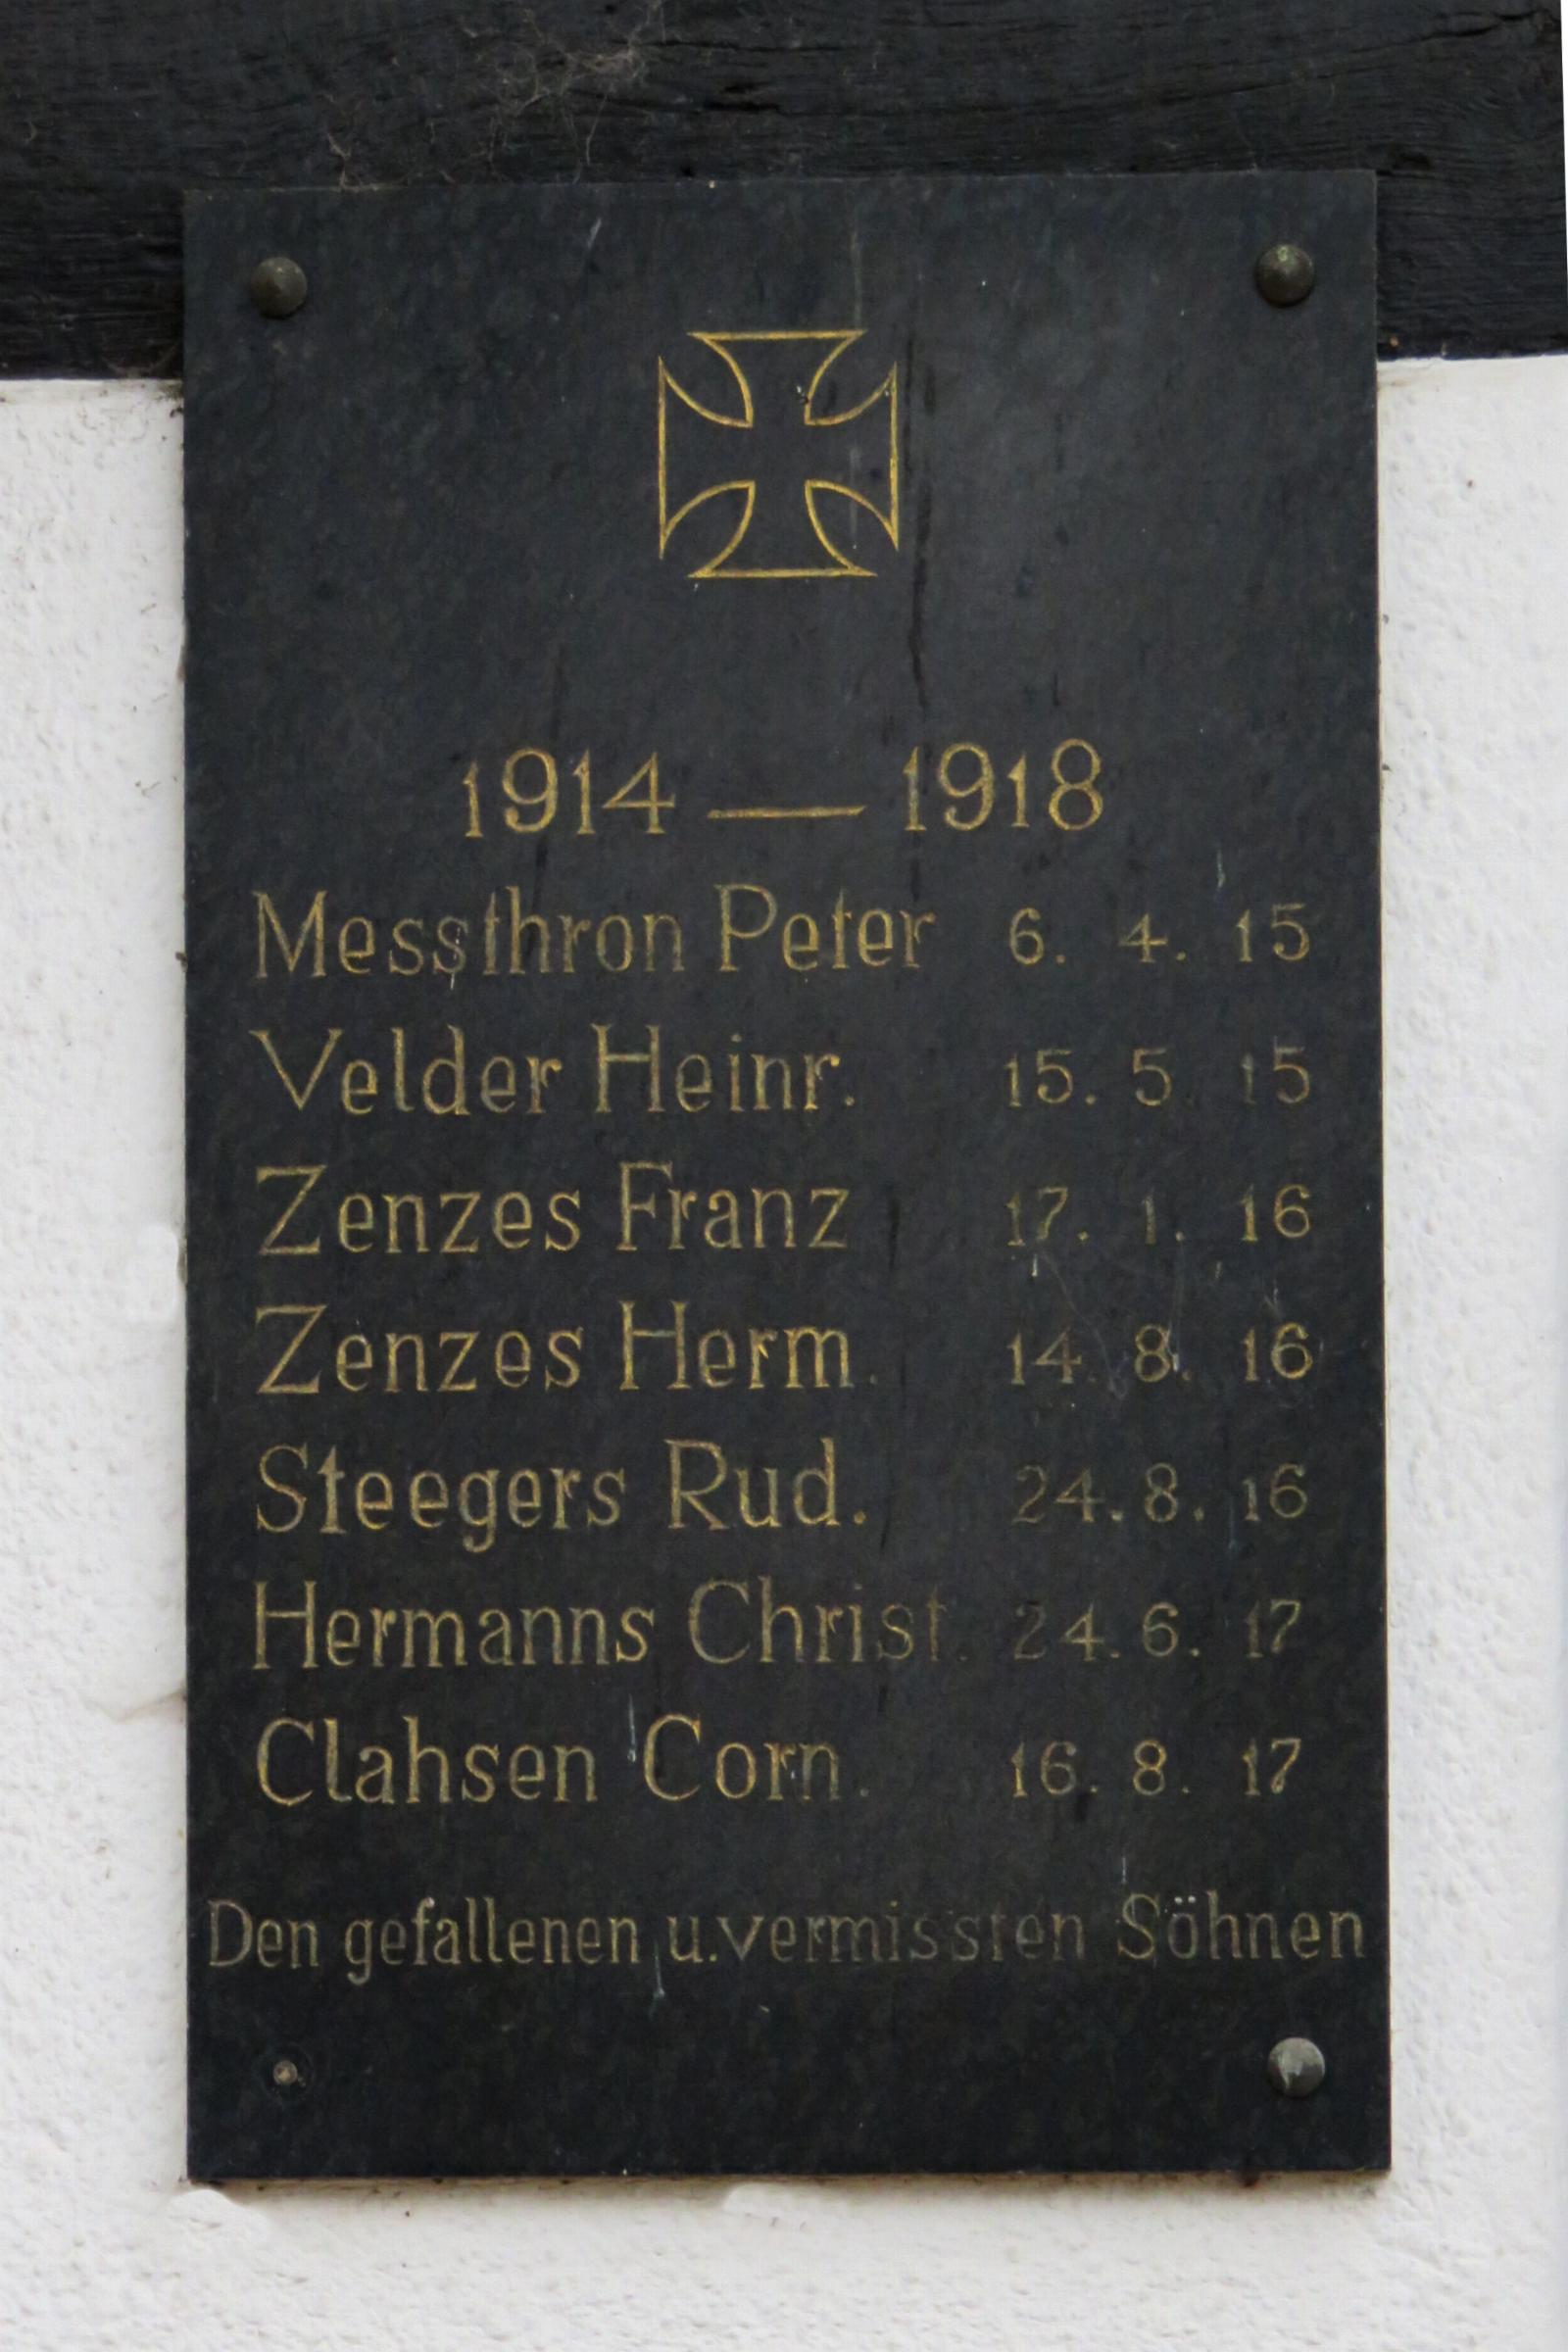 1914 — 1918
Messthron Peter 6. 4. 15
Velder Heinr. 15. 5. 15
Zenzes Franz 17. 1. 16
Zenzes Herm. 14. 8. 16
Steegers Rud. 24. 8. 16
Hermanns Christ. 24. 6. 17
Clahsen Corn. 16. 8. 17
Den gefallenen u. vermissten Söhnen